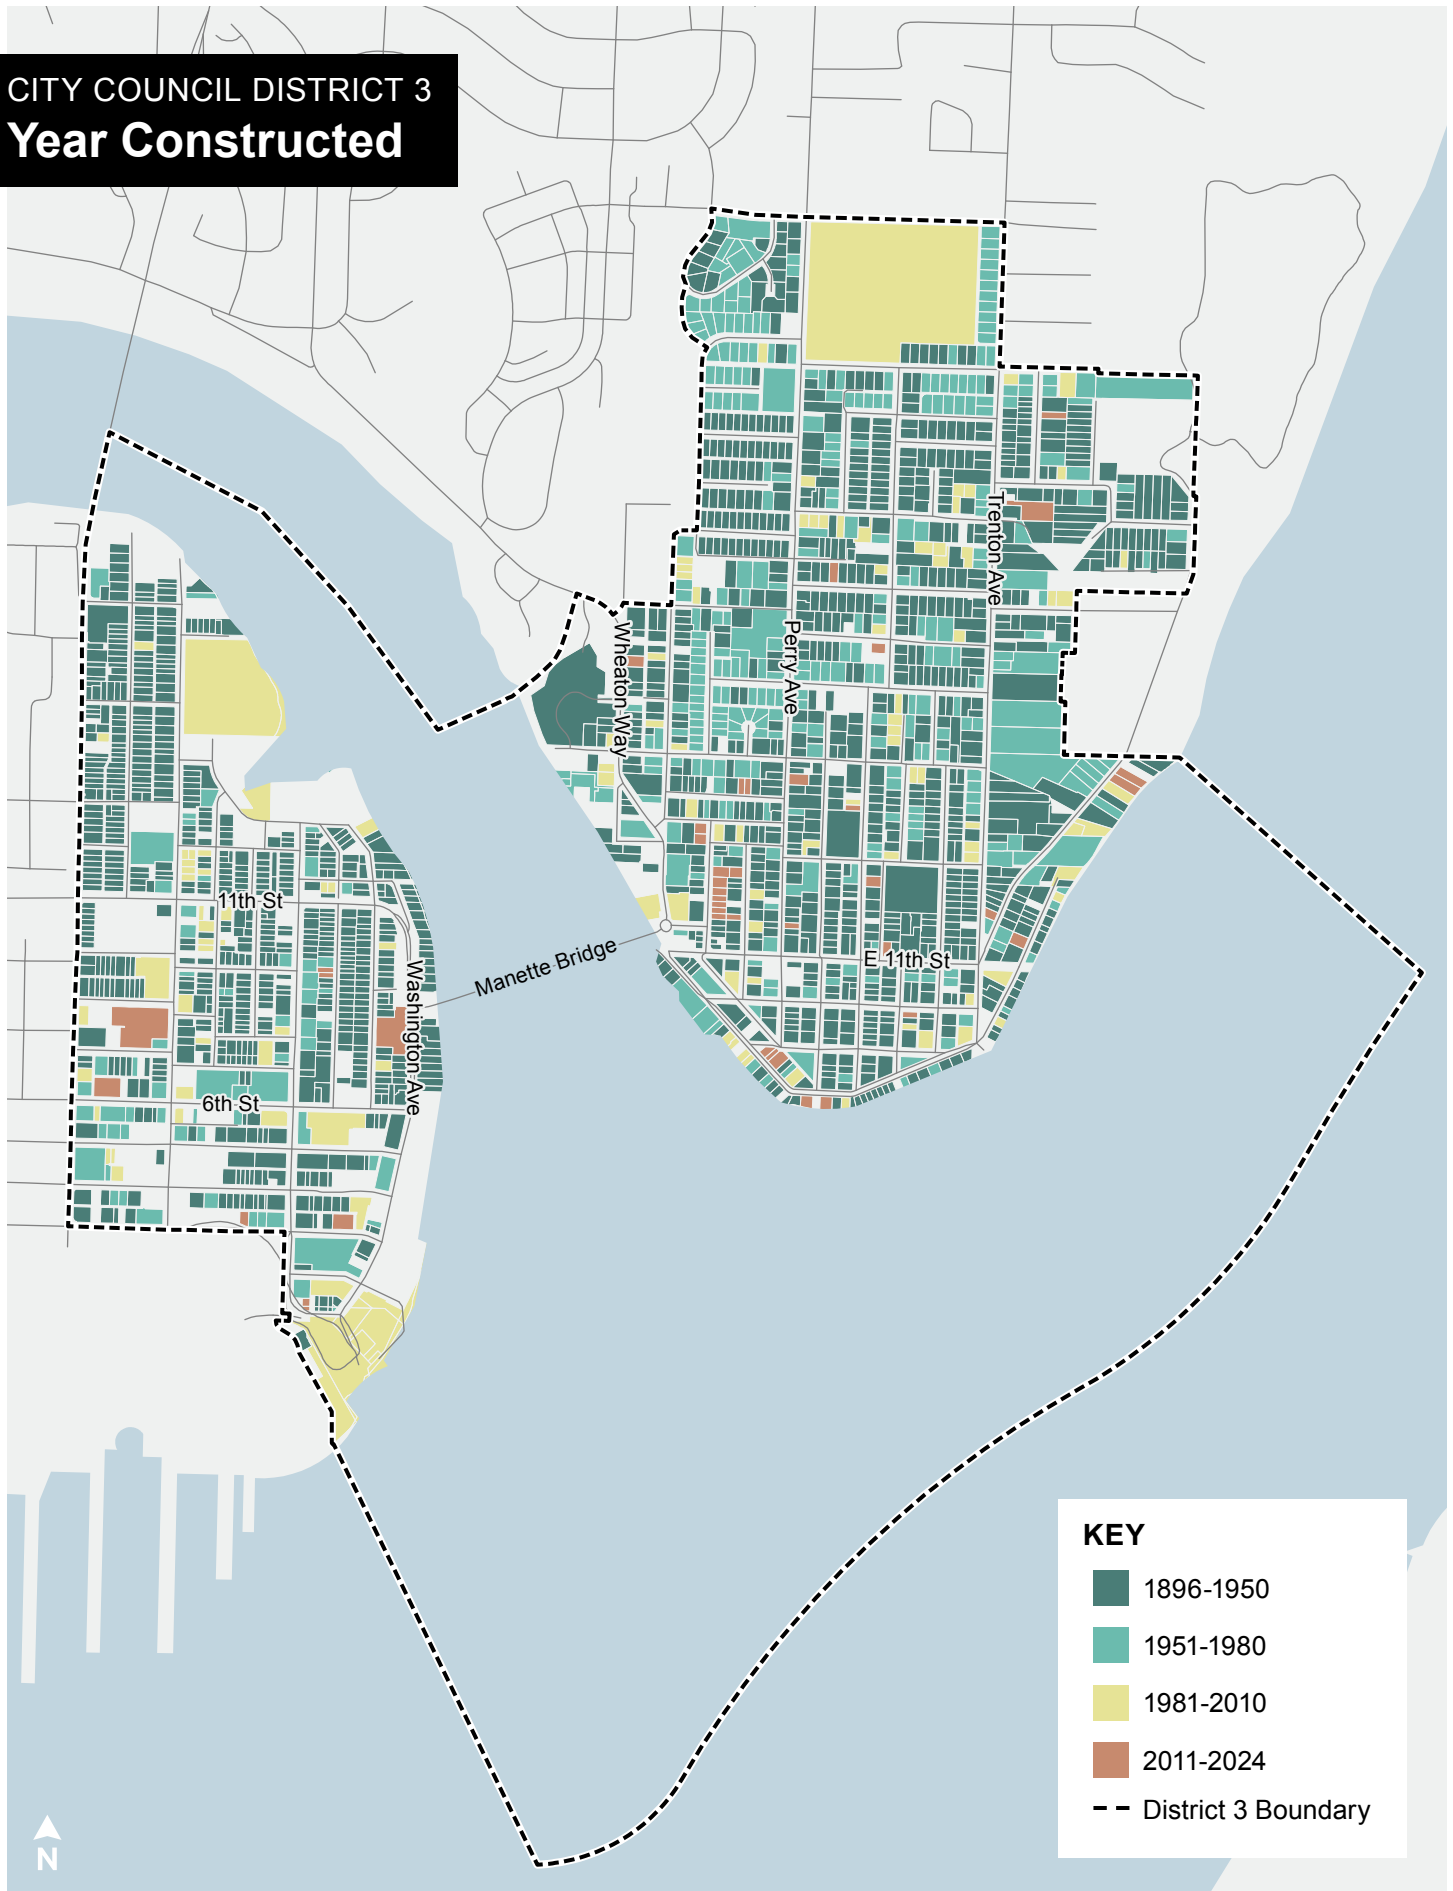 CITY COUNCIL DISTRICT 3
Year Constructed
Trenton Ave
Wheaton Way
Perry Ave
11th St
Manette Bridge
E 11th St
Washington Ave
6th St
KEY
1896-1950
1951-1980
1981-2010
2011-2024
District 3 Boundary
N